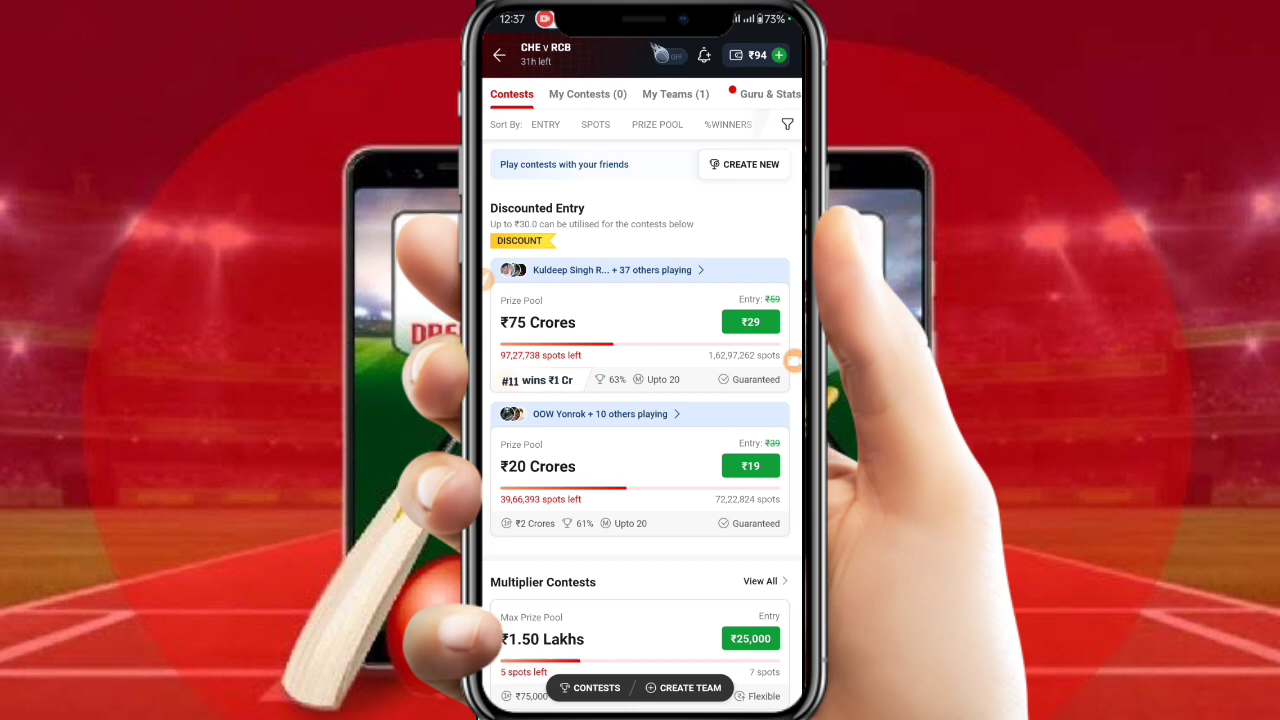 12:37
73%
CHE v RCB
31h left
OFF
₹94
Contests
My Contests (0)
My Teams (1)
Guru & Stats
Sort By:
ENTRY
SPOTS
PRIZE POOL
%WINNERS
Play contests with your friends
CREATE NEW
Discounted Entry
Up to ₹30.0 can be utilised for the contests below
DISCOUNT
Kuldeep Singh R... + 37 others playing
Prize Pool
Entry: ₹59
₹75 Crores
₹29
97,27,738 spots left
1,62,97,262 spots
#11 wins ₹1 Cr
63%
Upto 20
Guaranteed
OOW Yonrok + 10 others playing
Prize Pool
Entry: ₹39
₹20 Crores
₹19
39,66,393 spots left
72,22,824 spots
₹2 Crores
61%
Upto 20
Guaranteed
Multiplier Contests
View All
Max Prize Pool
Entry
₹1.50 Lakhs
₹25,000
5 spots left
7 spots
₹75,000
CONTESTS / CREATE TEAM
Flexible